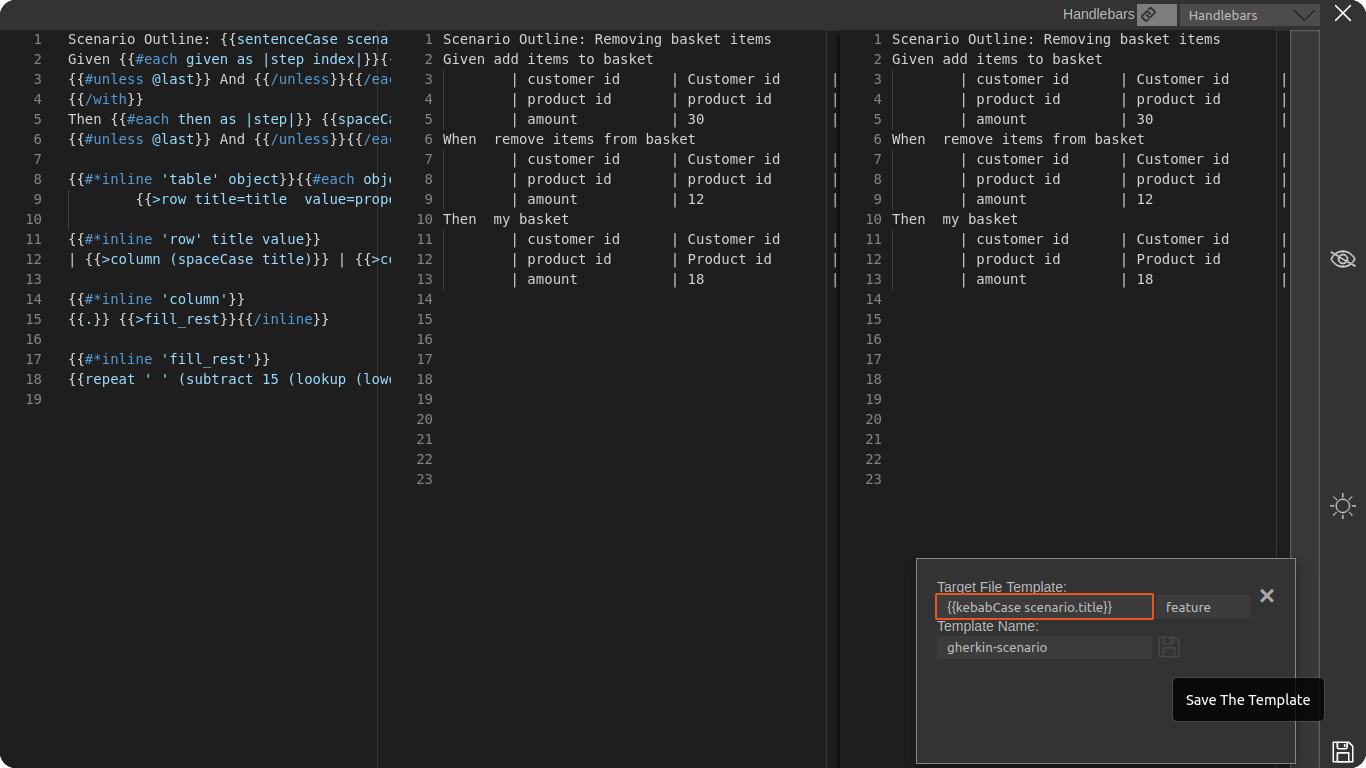 Handlebars Handlebars
1 Scenario Outline: {{sentenceCase scena
2 Given {{#each given as |step index|}}{
3 {{#unless @last}} And {{/unless}}{{/ea
4 {{/with}}
5 Then {{#each then as |step|}} {{spaceC
6 {{#unless @last}} And {{/unless}}{{/ea
7
8 {{#*inline 'table' object}}{{#each obj
9 {{>row title=title  value=prop
10
11 {{#*inline 'row' title value}}
12 | {{>column (spaceCase title)}} | {{>c
13
14 {{#*inline 'column'}}
15 {{.}} {{>fill_rest}}{{/inline}}
16
17 {{#*inline 'fill_rest'}}
18 {{repeat ' ' (subtract 15 (lookup (low
19
1 Scenario Outline: Removing basket items
2 Given add items to basket
3 | customer id | Customer id |
4 | product id | product id |
5 | amount | 30 |
6 When  remove items from basket
7 | customer id | Customer id |
8 | product id | product id |
9 | amount | 12 |
10 Then  my basket
11 | customer id | Customer id |
12 | product id | Product id |
13 | amount | 18 |
14
15
16
17
18
19
20
21
22
23
1 Scenario Outline: Removing basket items
2 Given add items to basket
3 | customer id | Customer id |
4 | product id | product id |
5 | amount | 30 |
6 When  remove items from basket
7 | customer id | Customer id |
8 | product id | product id |
9 | amount | 12 |
10 Then  my basket
11 | customer id | Customer id |
12 | product id | Product id |
13 | amount | 18 |
14
15
16
17
18
19
20
21
22
23
Target File Template:
{{kebabCase scenario.title}} feature
Template Name:
gherkin-scenario
Save The Template